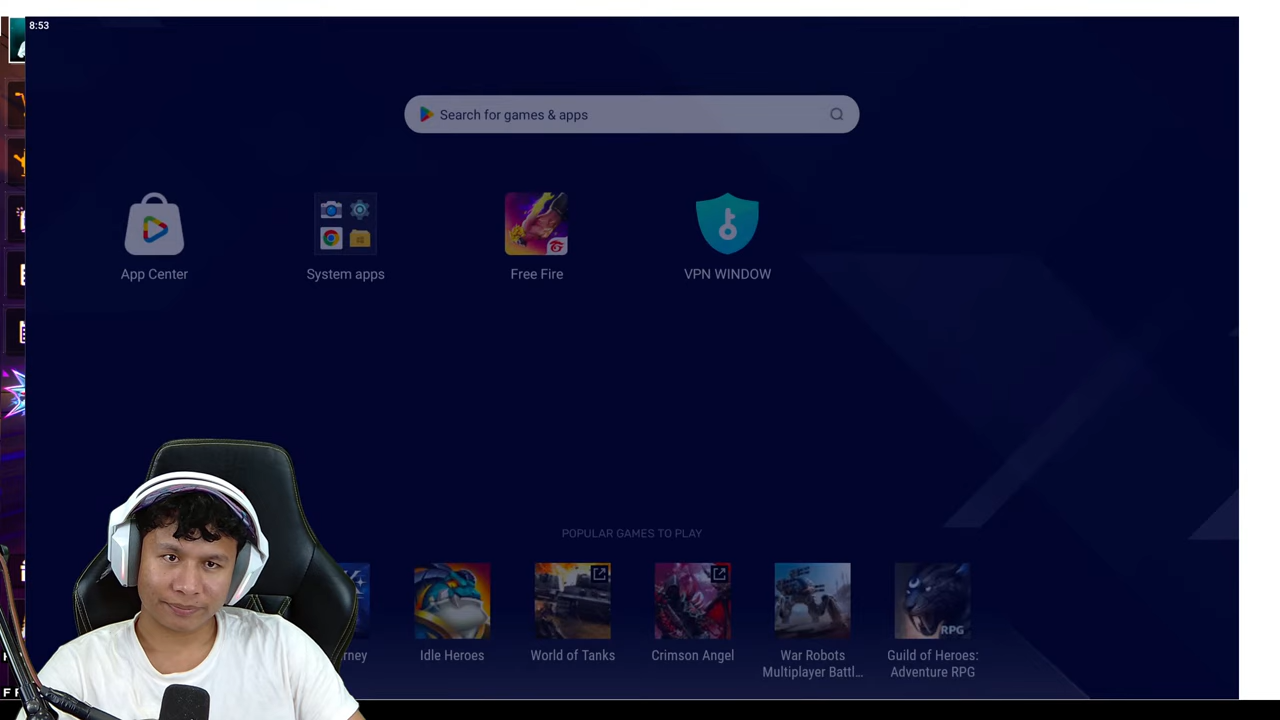 8:53
Search for games & apps
App Center
System apps
Free Fire
VPN WINDOW
POPULAR GAMES TO PLAY
RPG
rney
Idle Heroes
World of Tanks
Crimson Angel
War Robots
Multiplayer Battl...
Guild of Heroes:
Adventure RPG